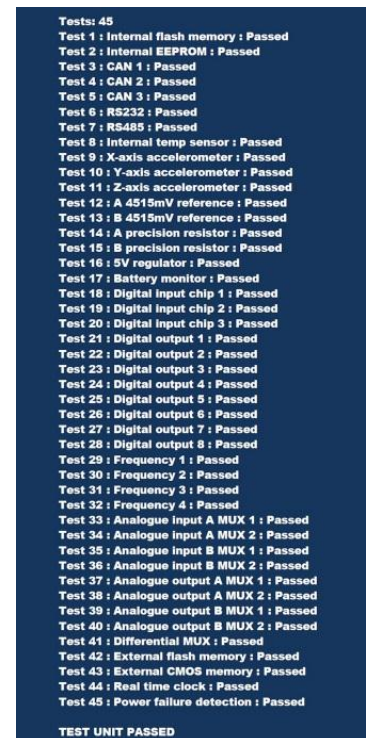 Tests: 45
Test 1 : Internal flash memory : Passed
Test 2 : Internal EEPROM : Passed
Test 3 : CAN 1 : Passed
Test 4 : CAN 2 : Passed
Test 5 : CAN 3 : Passed
Test 6 : RS232 : Passed
Test 7 : RS485 : Passed
Test 8 : Internal temp sensor : Passed
Test 9 : X-axis accelerometer : Passed
Test 10 : Y-axis accelerometer : Passed
Test 11 : Z-axis accelerometer : Passed
Test 12 : A 4515mV reference : Passed
Test 13 : B 4515mV reference : Passed
Test 14 : A precision resistor : Passed
Test 15 : B precision resistor : Passed
Test 16 : 5V regulator : Passed
Test 17 : Battery monitor : Passed
Test 18 : Digital input chip 1 : Passed
Test 19 : Digital input chip 2 : Passed
Test 20 : Digital input chip 3 : Passed
Test 21 : Digital output 1 : Passed
Test 22 : Digital output 2 : Passed
Test 23 : Digital output 3 : Passed
Test 24 : Digital output 4 : Passed
Test 25 : Digital output 5 : Passed
Test 26 : Digital output 6 : Passed
Test 27 : Digital output 7 : Passed
Test 28 : Digital output 8 : Passed
Test 29 : Frequency 1 : Passed
Test 30 : Frequency 2 : Passed
Test 31 : Frequency 3 : Passed
Test 32 : Frequency 4 : Passed
Test 33 : Analogue input A MUX 1 : Passed
Test 34 : Analogue input A MUX 2 : Passed
Test 35 : Analogue input B MUX 1 : Passed
Test 36 : Analogue input B MUX 2 : Passed
Test 37 : Analogue output A MUX 1 : Passed
Test 38 : Analogue output A MUX 2 : Passed
Test 39 : Analogue output B MUX 1 : Passed
Test 40 : Analogue output B MUX 2 : Passed
Test 41 : Differential MUX : Passed
Test 42 : External flash memory : Passed
Test 43 : External CMOS memory : Passed
Test 44 : Real time clock : Passed
Test 45 : Power failure detection : Passed
TEST UNIT PASSED